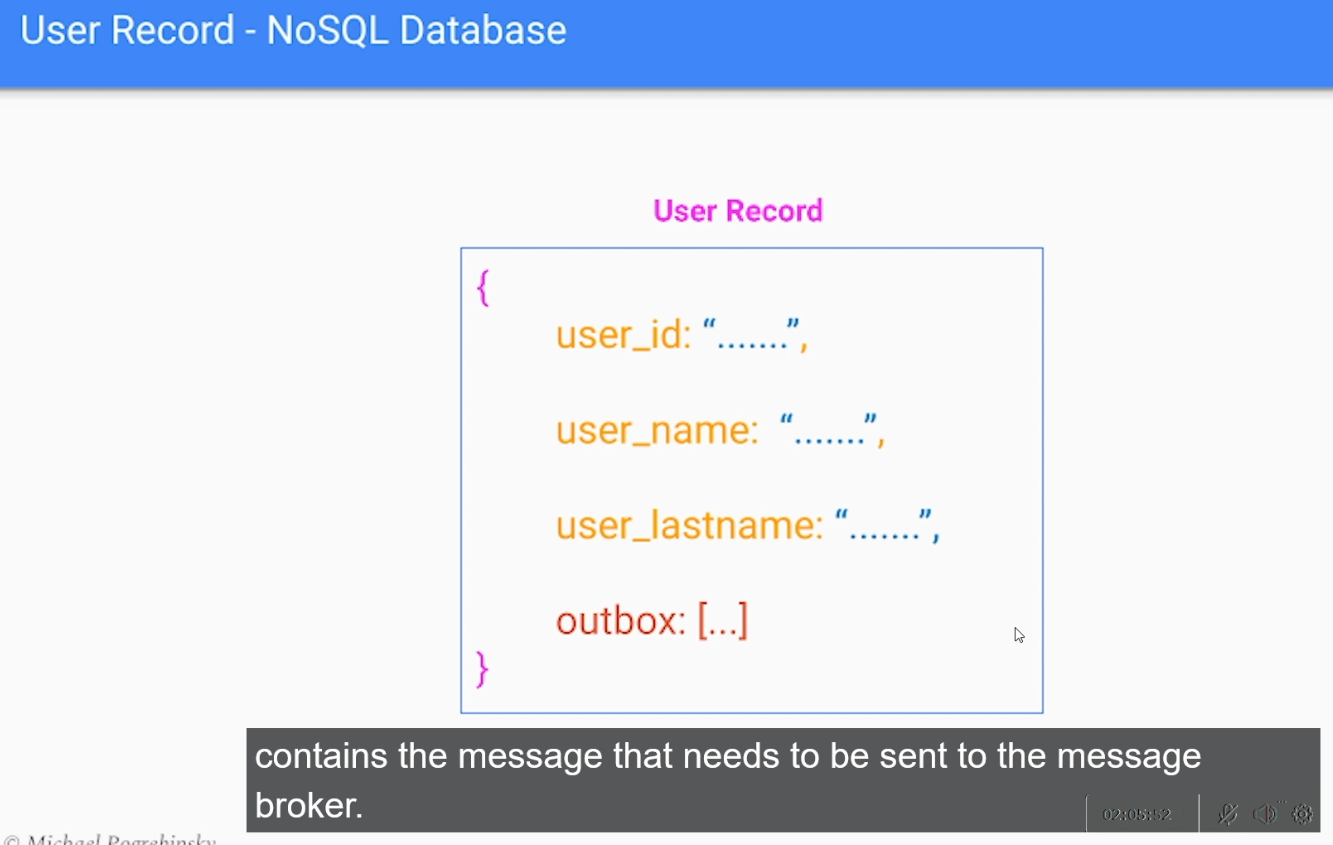 User Record - NoSQL Database
User Record
{
user_id: “.......”,
user_name: “.......”,
user_lastname: “.......”,
outbox: [...]
}
contains the message that needs to be sent to the message
broker.
02:05:52
© Michael Pogrebinsky